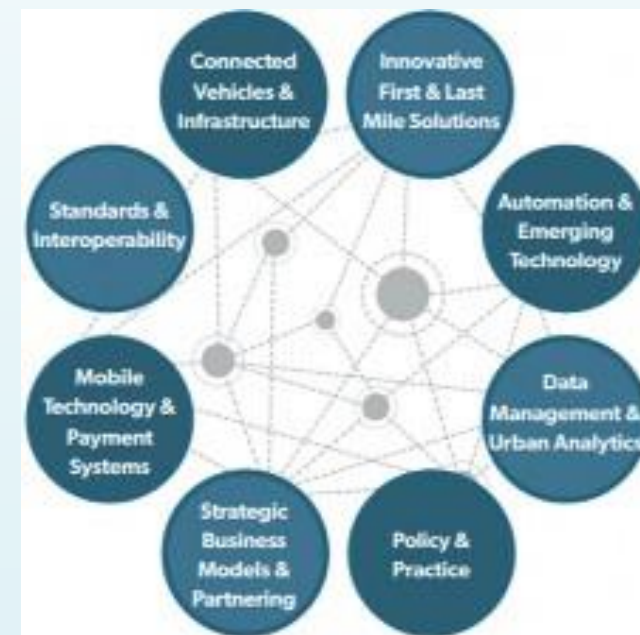 Connected
Vehicles &
Infrastructure
Innovative
First & Last
Mile Solutions
Standards &
Interoperability
Automation &
Emerging
Technology
Mobile
Technology &
Payment
Systems
Data
Management &
Urban Analytics
Strategic
Business
Models &
Partnering
Policy &
Practice